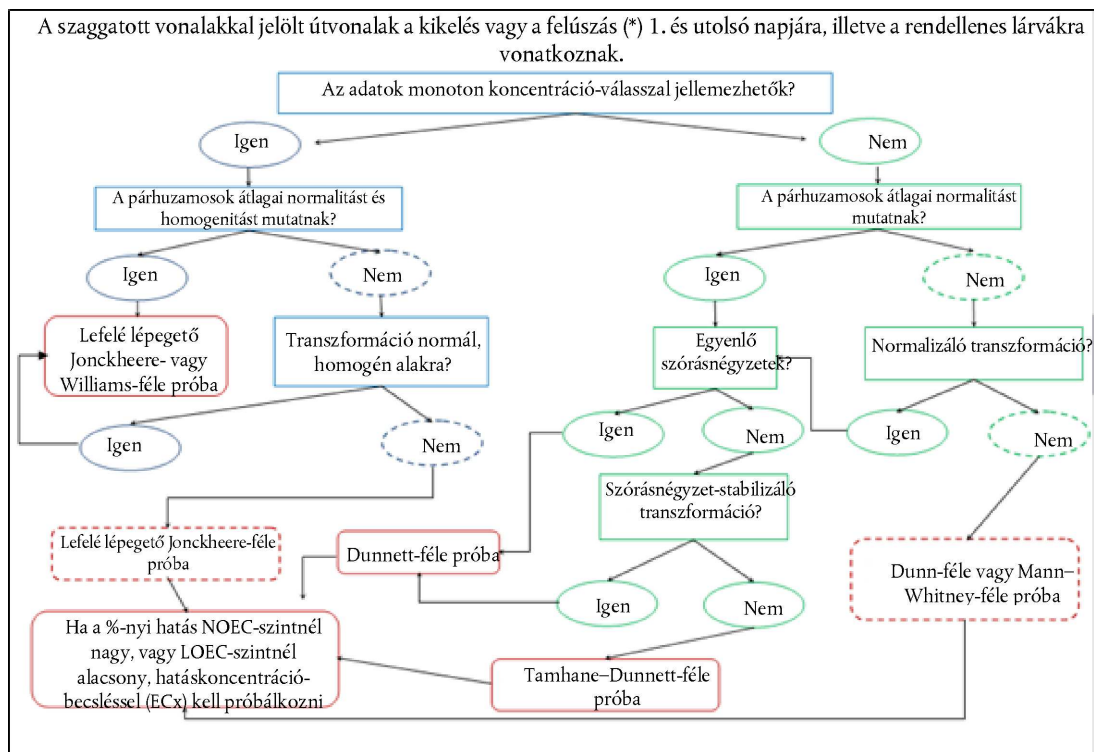 A szaggatott vonalakkal jelölt útvonalak a kikelés vagy a felúszás (*) 1. és utolsó napjára, illetve a rendellenes lárvákra
vonatkoznak.
Az adatok monoton koncentráció-válasszal jellemezhetők?
Igen
Nem
A párhuzamosok átlagai normalitást és
homogenitást mutatnak?
A párhuzamosok átlagai normalitást
mutatnak?
Igen
Nem
Igen
Nem
Lefelé lépegető
Jonckheere- vagy
Williams-féle próba
Transzformáció normál,
homogén alakra?
Egyenlő
szórásnégyzetek?
Normalizáló transzformáció?
Igen
Nem
Igen
Nem
Igen
Nem
Szórásnégyzet-stabilizáló
transzformáció?
Lefelé lépegető Jonckheere-féle
próba
Dunnett-féle próba
Igen
Nem
Dunn-féle vagy Mann–
Whitney-féle próba
Ha a %-nyi hatás NOEC-szintnél
nagy, vagy LOEC-szintnél
alacsony, hatáskoncentráció-
becsléssel (ECx) kell próbálkozni
Tamhane–Dunnett-féle
próba